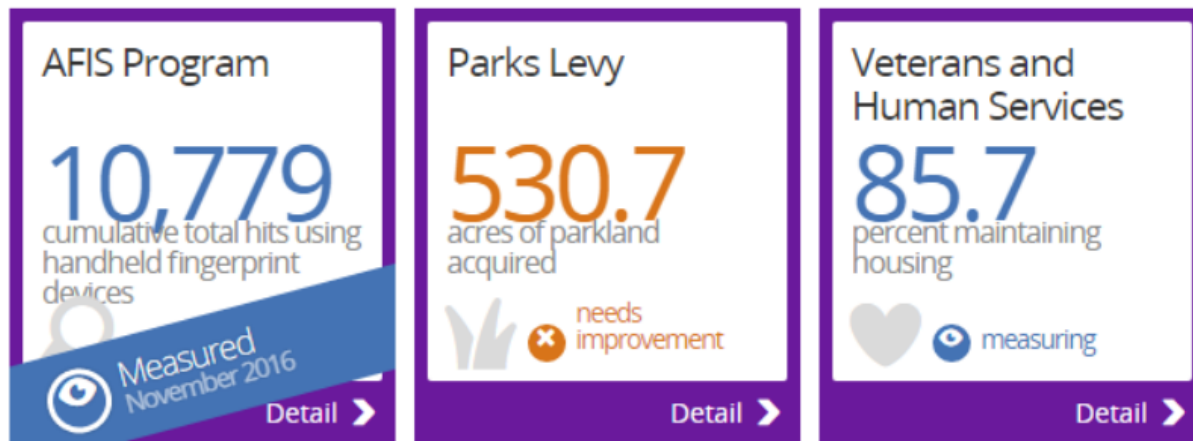 AFIS Program
10,779
cumulative total hits using
handheld fingerprint
devices
Measured
November 2016
Detail
Parks Levy
530.7
acres of parkland
acquired
needs
improvement
Detail
Veterans and
Human Services
85.7
percent maintaining
housing
measuring
Detail